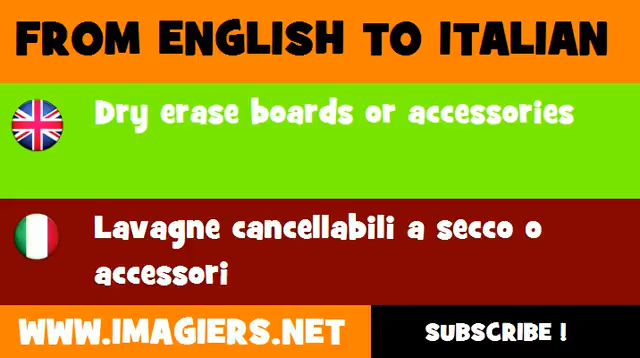 FROM ENGLISH TO ITALIAN
Dry erase boards or accessories
Lavagne cancellabili a secco o
accessori
WWW.IMAGIERS.NET
SUBSCRIBE !